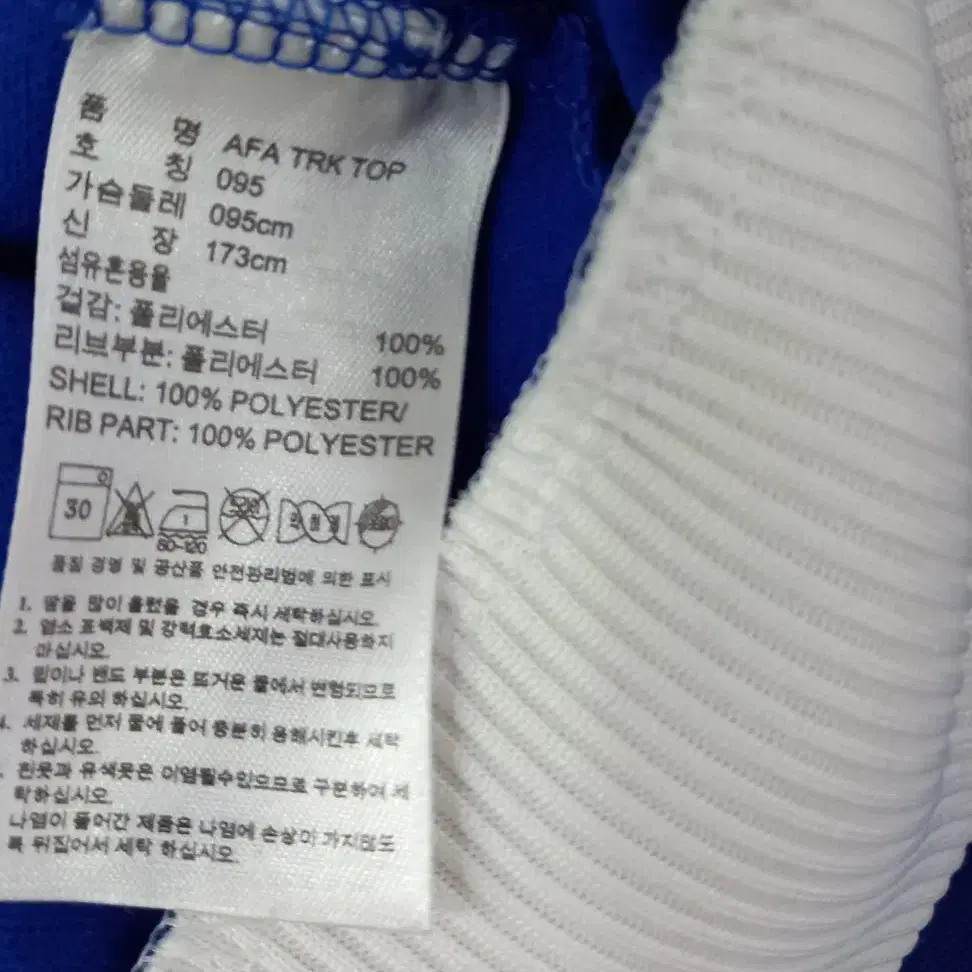 품 명 AFA TRK TOP
호 칭 095
가슴둘레 095cm
신 장 173cm
섬유혼용율
겉감: 폴리에스터 100%
리브부분: 폴리에스터 100%
SHELL: 100% POLYESTER/
RIB PART: 100% POLYESTER
30
1
80-120
품질 경영 및 공산품 안전관리법에 의한 표시
1. 땀을 많이 흘렸을 경우 즉시 세탁하십시오.
2. 염소 표백제 및 강력효소세제는 절대사용하지
마십시오.
3. 립이나 밴드 부분은 뜨거운 물에서 변형되므로
특히 유의 하십시오.
4. 세제를 먼저 물에 풀어 충분히 용해시킨후 세탁
하십시오.
흰옷과 유색옷은 이염될수있으므로 구분하여 세
탁하십시오.
나염이 들어간 제품은 나염에 손상이 가지않도
록 뒤집어서 세탁 하십시오.